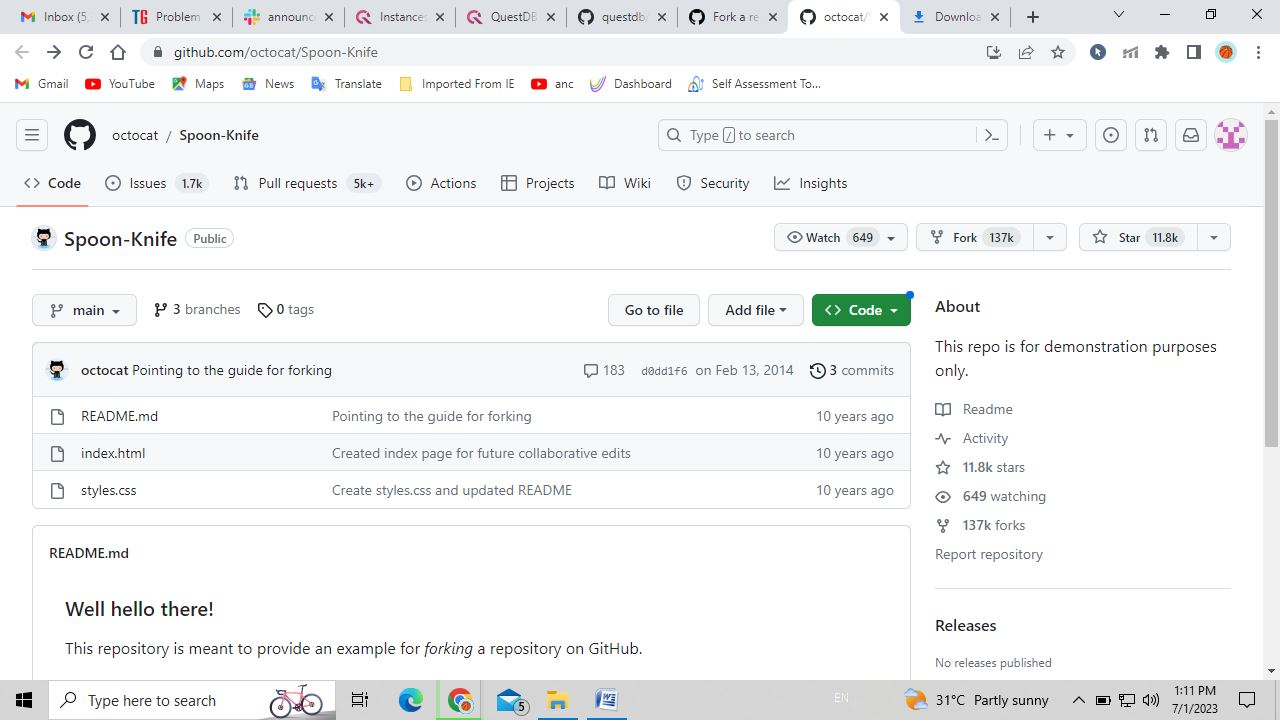 Inbox (5,
Problem
announc
Instances
QuestDB
questdb/
Fork a re
octocat/S
Downloa
github.com/octocat/Spoon-Knife
Gmail YouTube Maps News Translate Imported From IE anc Dashboard Self Assessment To...
octocat / Spoon-Knife
Type / to search
Code Issues 1.7k Pull requests 5k+ Actions Projects Wiki Security Insights
Spoon-Knife Public
Watch 649 Fork 137k Star 11.8k
main 3 branches 0 tags Go to file Add file Code
octocat Pointing to the guide for forking 183 d0dd1f6 on Feb 13, 2014 3 commits
README.md Pointing to the guide for forking 10 years ago
index.html Created index page for future collaborative edits 10 years ago
styles.css Create styles.css and updated README 10 years ago
README.md
Well hello there!
This repository is meant to provide an example for forking a repository on GitHub.
About
This repo is for demonstration purposes
only.
Readme
Activity
11.8k stars
649 watching
137k forks
Report repository
Releases
No releases published
Type here to search
5
EN
31°C Partly sunny
1:11 PM
7/1/2023